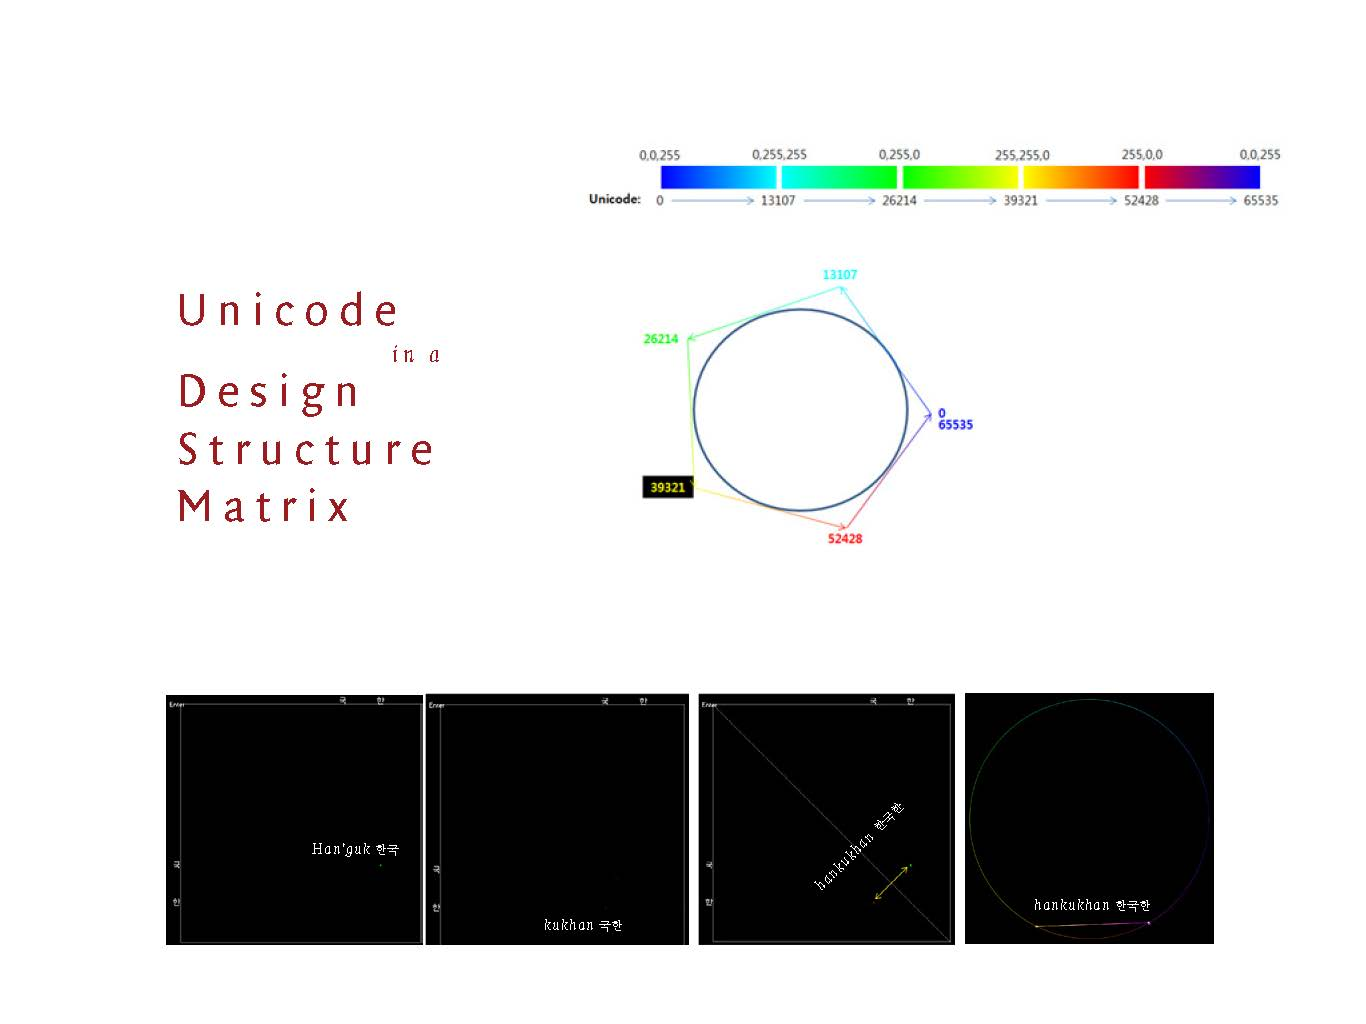 0,0,255 0,255,255 0,255,0 255,255,0 255,0,0 0,0,255
Unicode: 0 13107 26214 39321 52428 65535
Unicode
in a
Design
Structure
Matrix
13107
26214
0
65535
39321
52428
국 한
Enter
Han'guk 한국
국
한
국 한
Enter
kukhan 국한
국
한
국 한
Enter
hankukhan 한국한
국
한
hankukhan 한국한